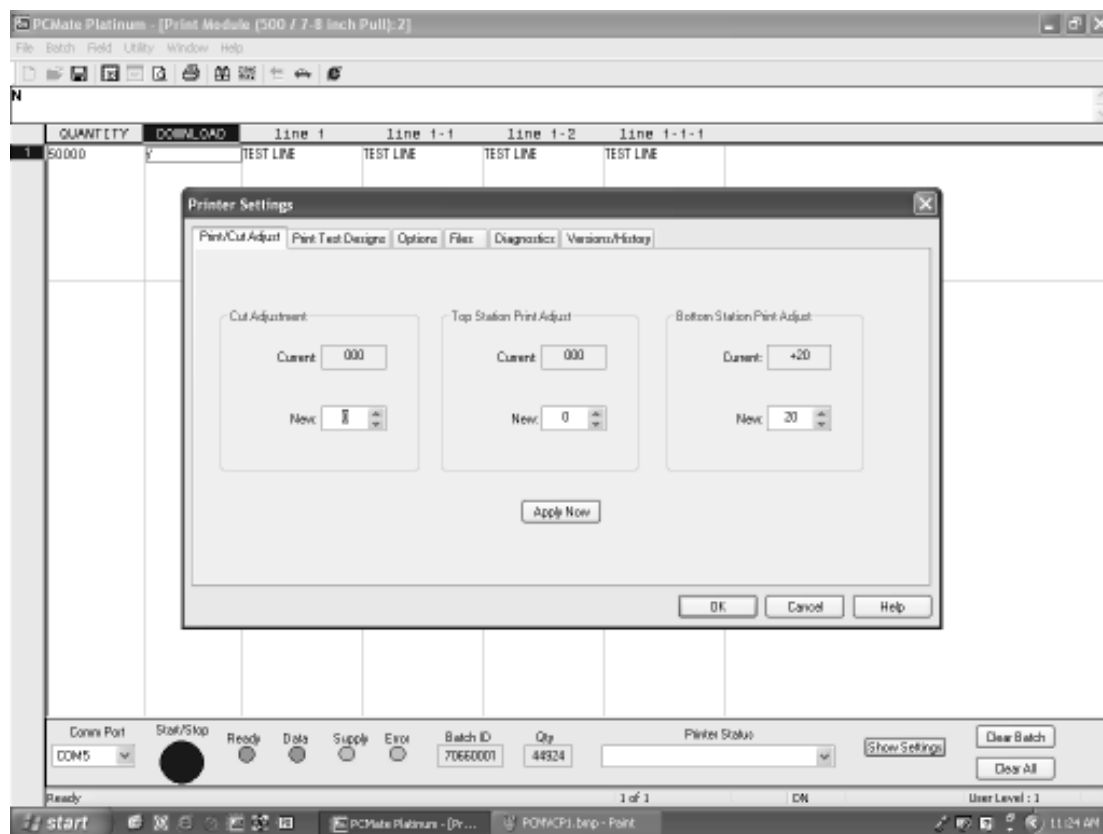 PCMate Platinum - [Print Module (500 / 7-8 inch Pull):2]
File Batch Field Utility Window Help
N
QUANTITY DOWNLOAD line 1 line 1-1 line 1-2 line 1-1-1
1 50000 Y TEST LINE TEST LINE TEST LINE TEST LINE
Printer Settings
Print/Cut Adjust Print Test Designs Options Files Diagnostics Versions/History
Cut Adjustment Top Station Print Adjust Bottom Station Print Adjust
Current: 000 Current: 000 Current: +20
New: New: 0 New: 20
Apply Now
OK Cancel Help
Comm Port Start/Stop Ready Data Supply Error Batch ID Qty Printer Status
COM5 70660001 44924 Show Settings Clear Batch
Clear All
Ready 1 of 1 ON User Level : 1
start PCMate Platinum - [Pr... PCMVCP1.bmp - Paint 11:24 AM